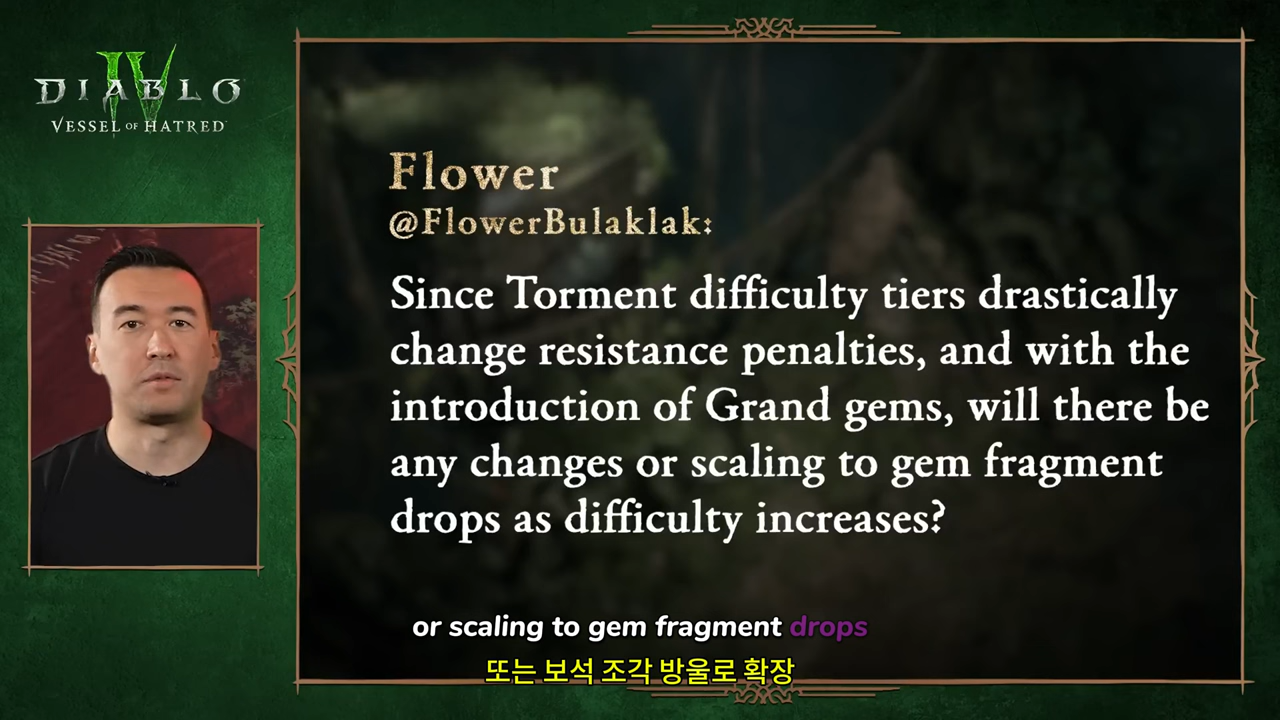 DIABLO
IV
VESSEL OF HATRED
Flower
@FlowerBulaklak:
Since Torment difficulty tiers drastically
change resistance penalties, and with the
introduction of Grand gems, will there be
any changes or scaling to gem fragment
drops as difficulty increases?
or scaling to gem fragment drops
또는 보석 조각 방울로 확장